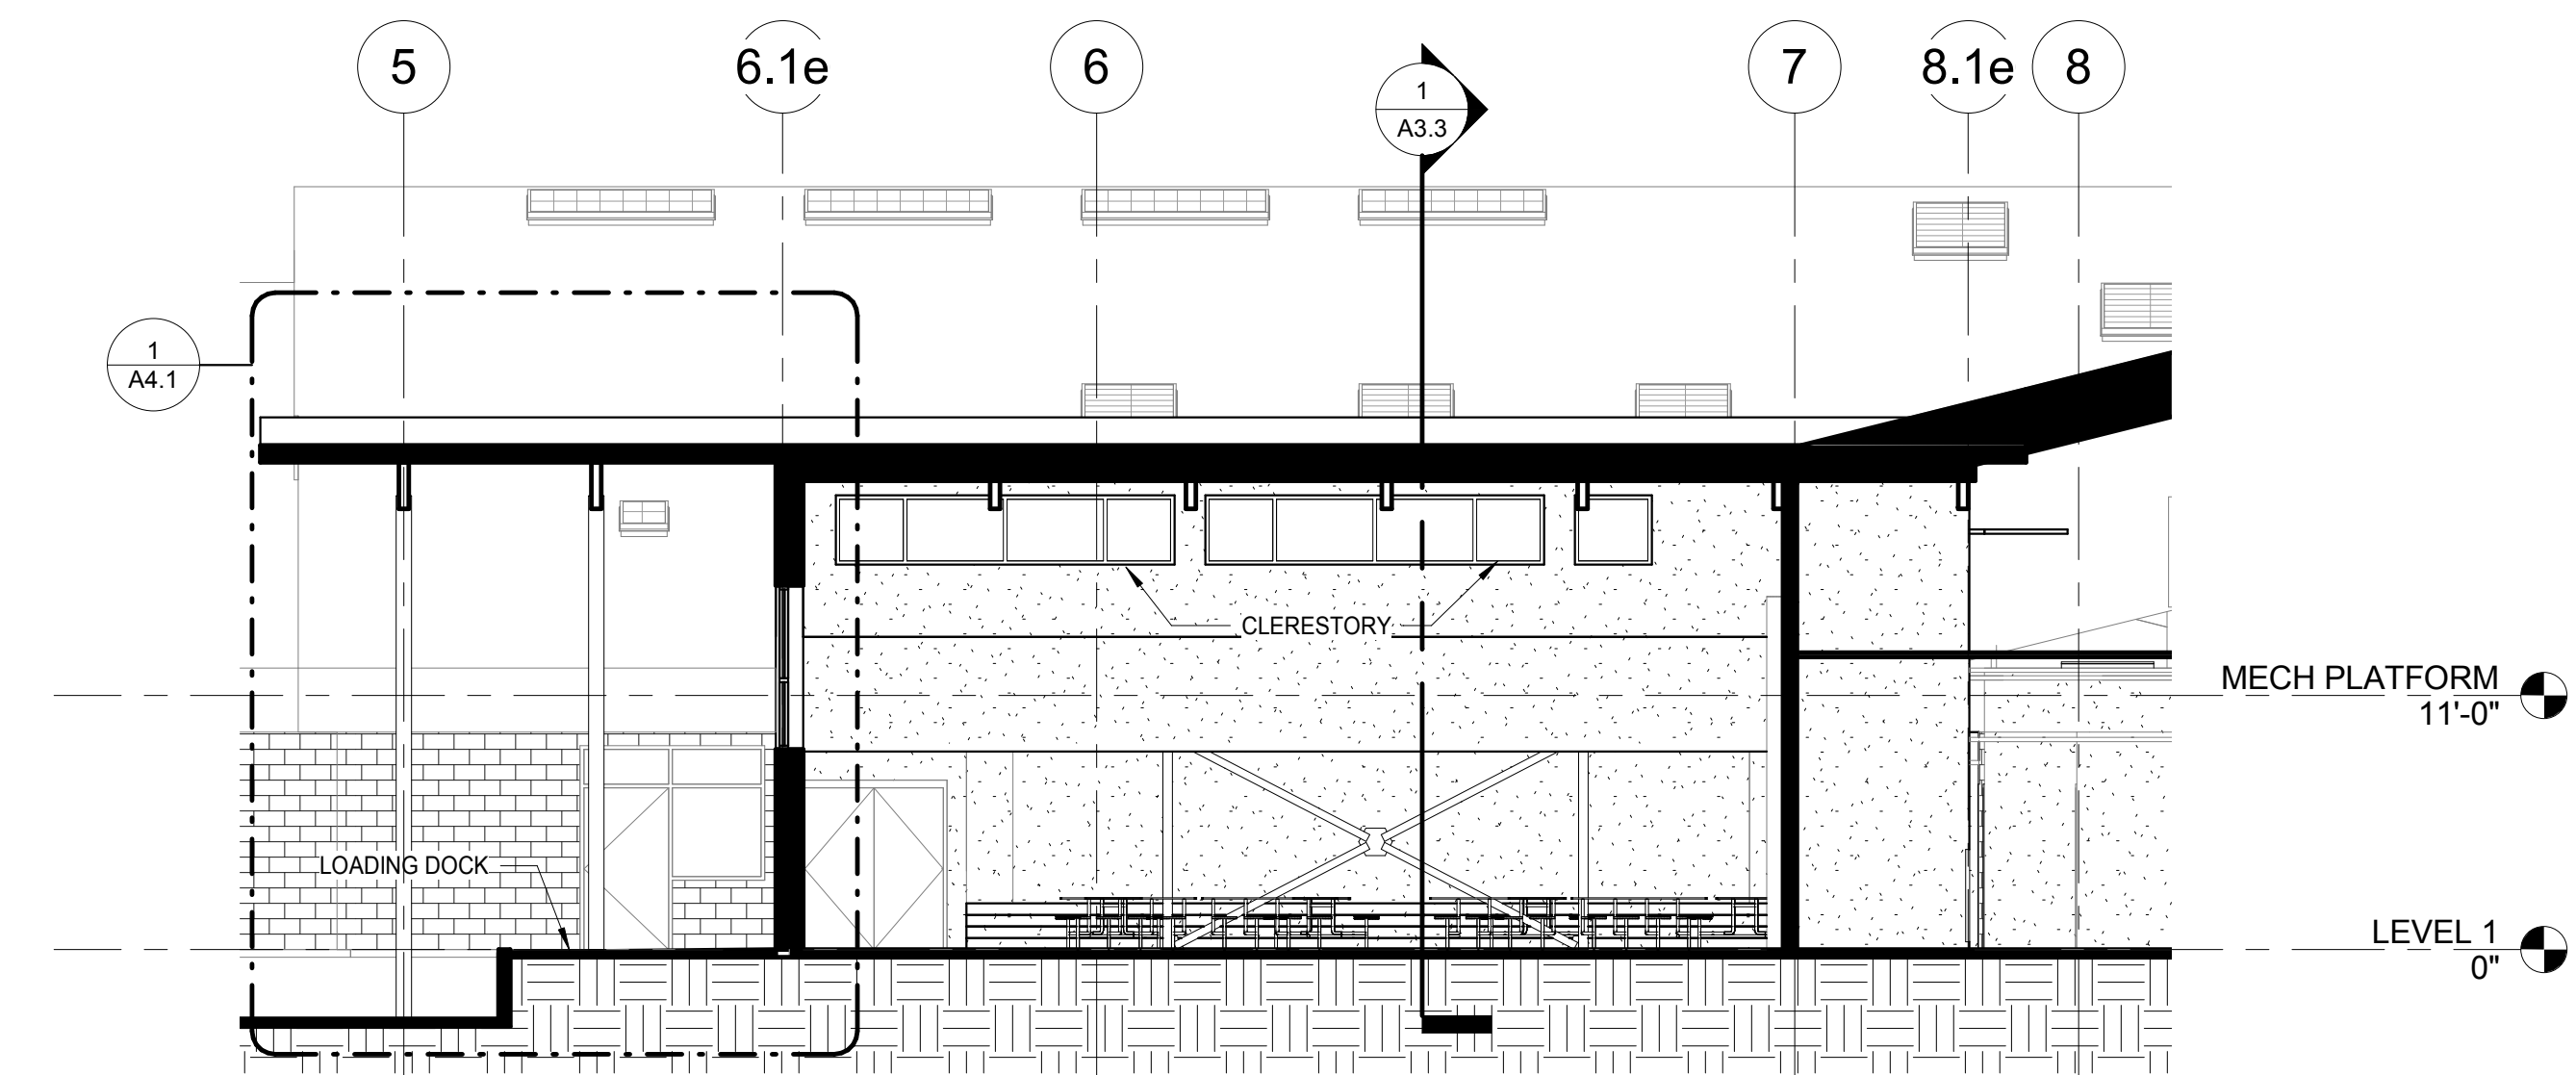 5
6.1e
6
7
8.1e
8
1
A3.3
1
A4.1
CLERESTORY
MECH PLATFORM
11'-0"
LOADING DOCK
LEVEL 1
0"